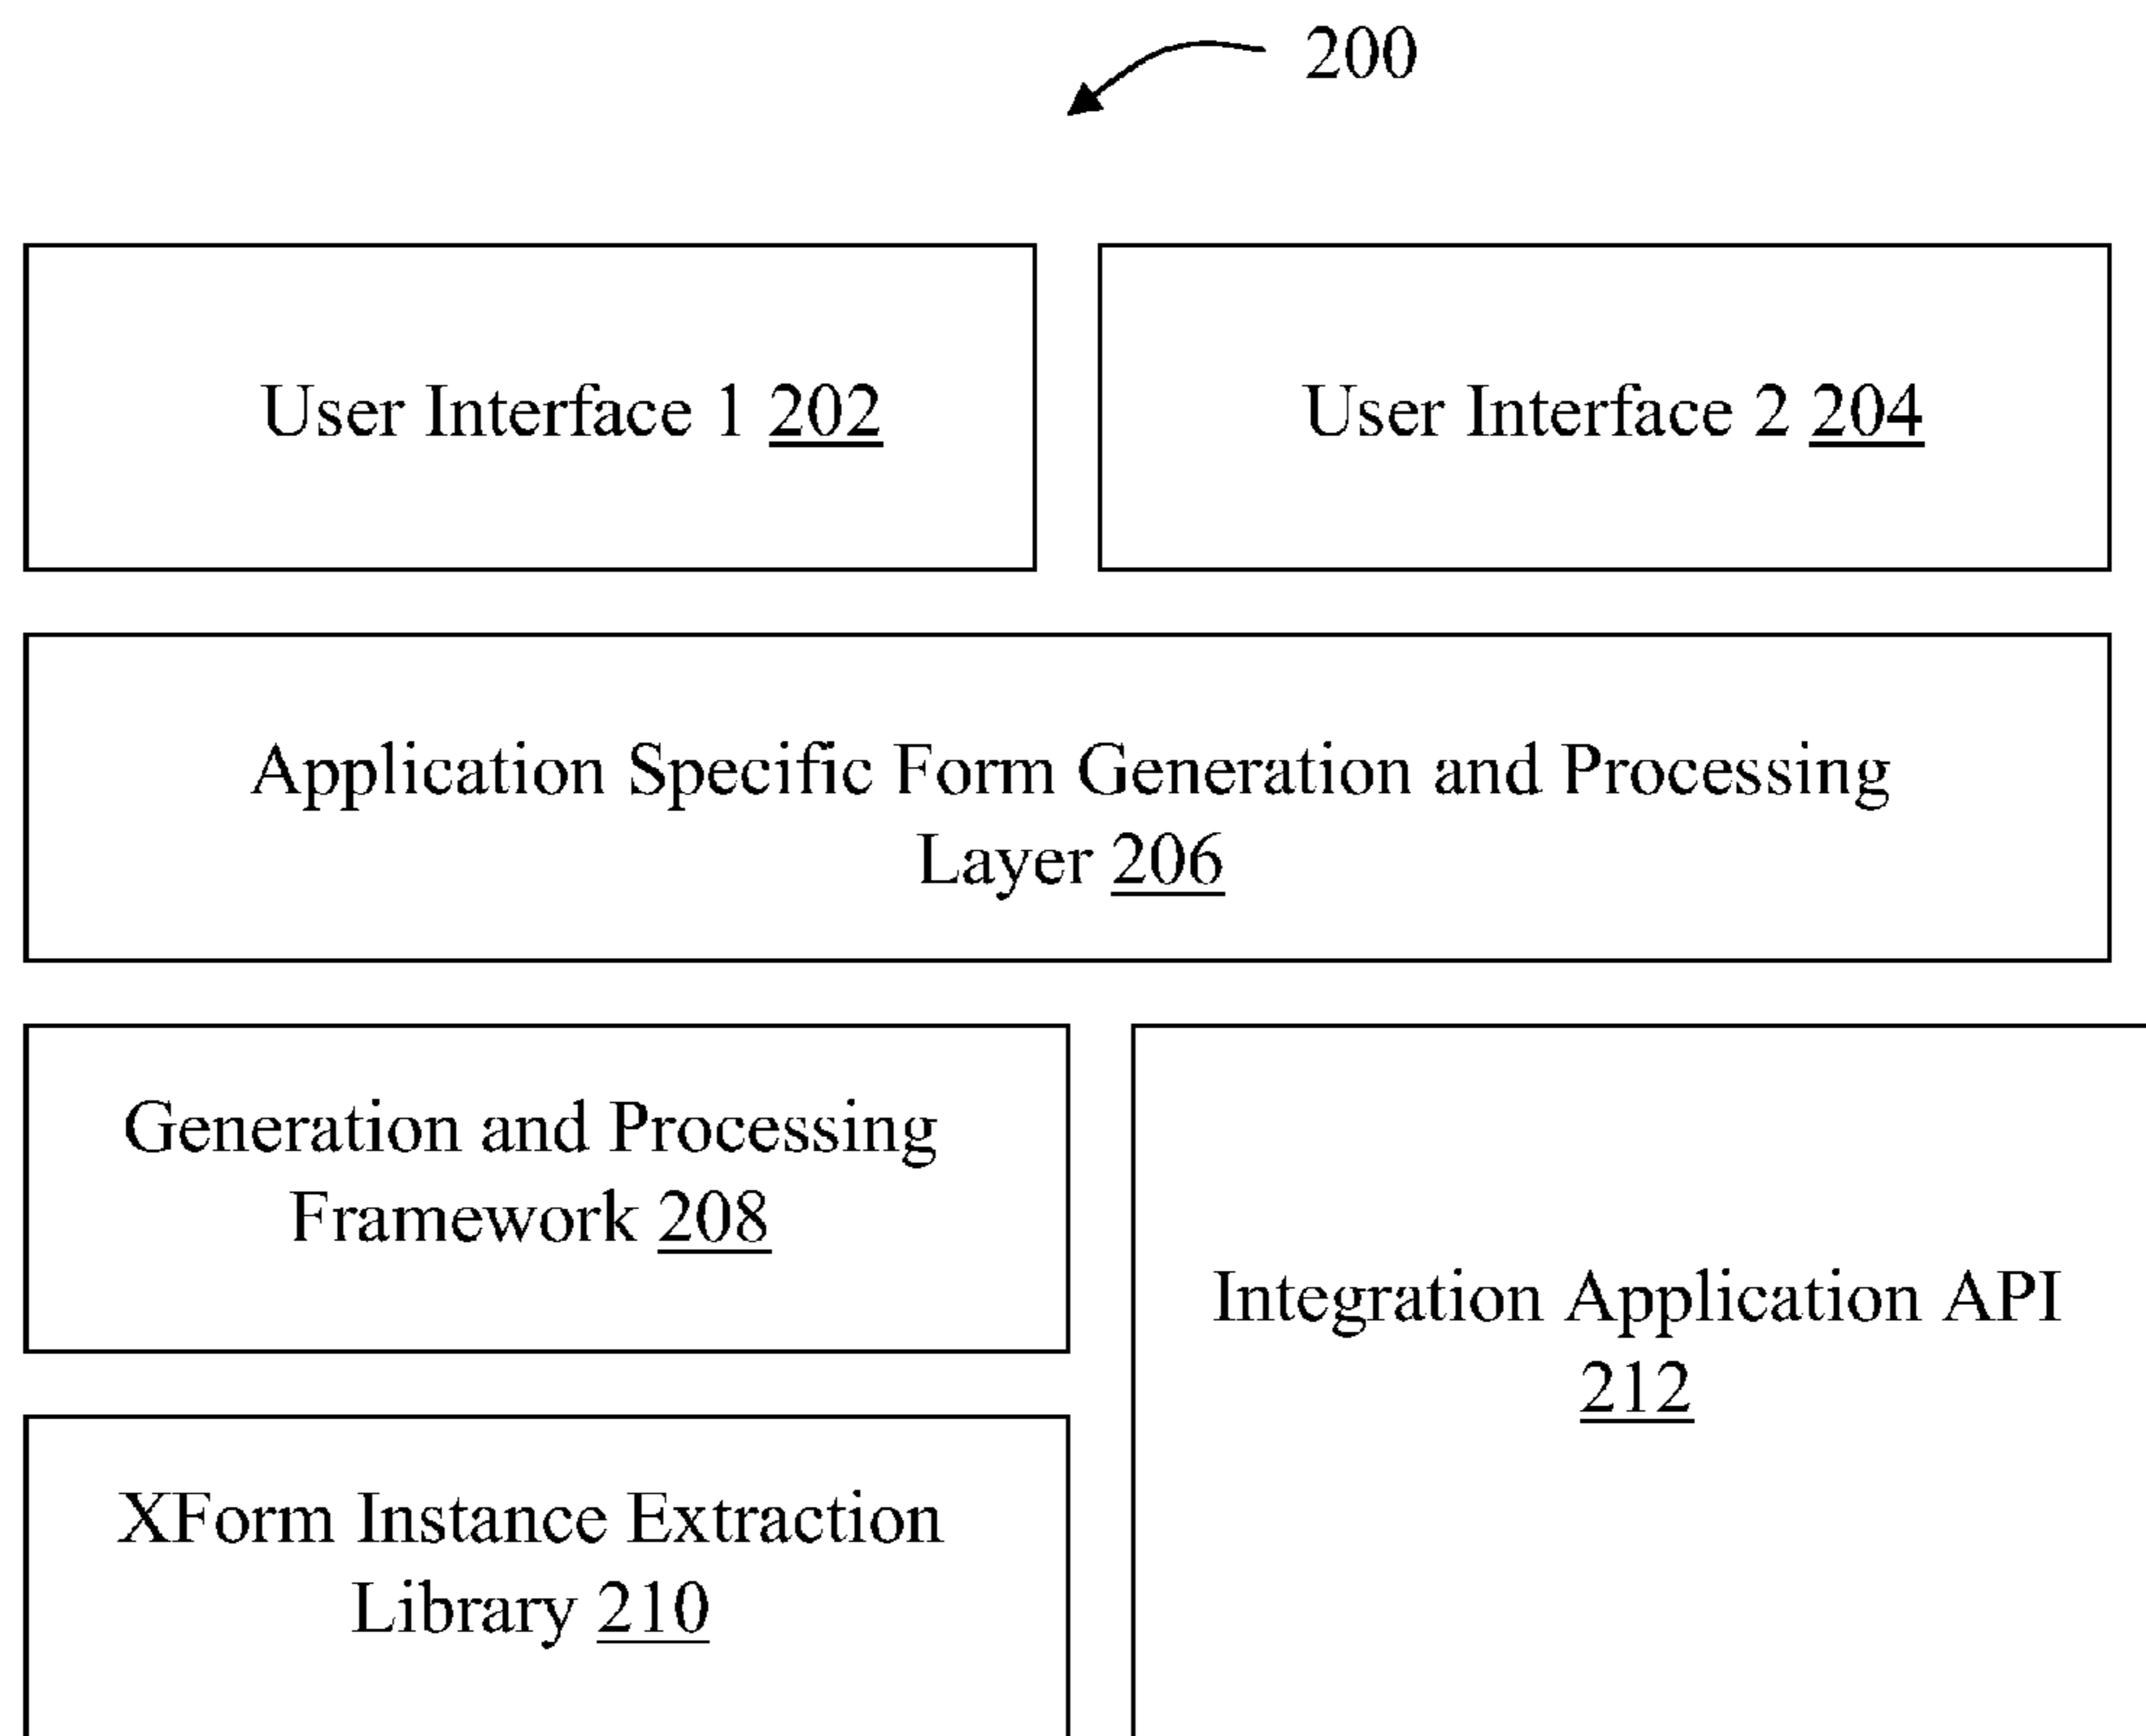 200
User Interface 1 202
User Interface 2 204
Application Specific Form Generation and Processing
Layer 206
Generation and Processing
Framework 208
Integration Application API
212
XForm Instance Extraction
Library 210